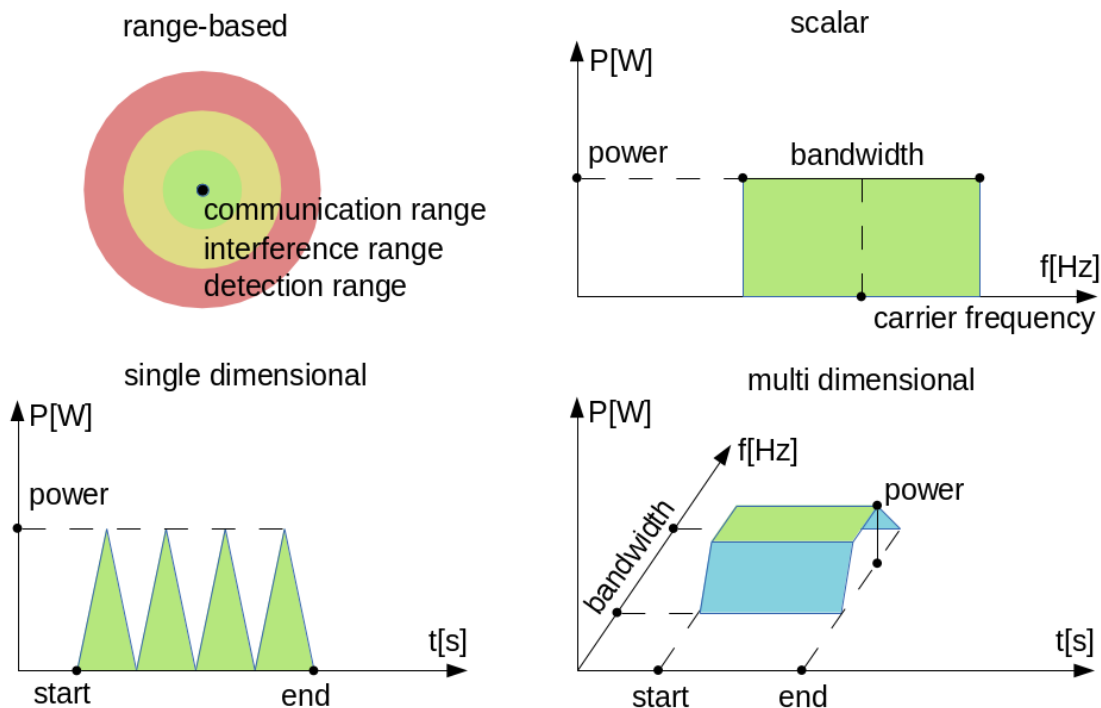 range-based
communication range
interference range
detection range
scalar
P[W]
power
bandwidth
f[Hz]
carrier frequency
single dimensional
P[W]
power
t[s]
start
end
multi dimensional
P[W]
f[Hz]
power
bandwidth
t[s]
start
end